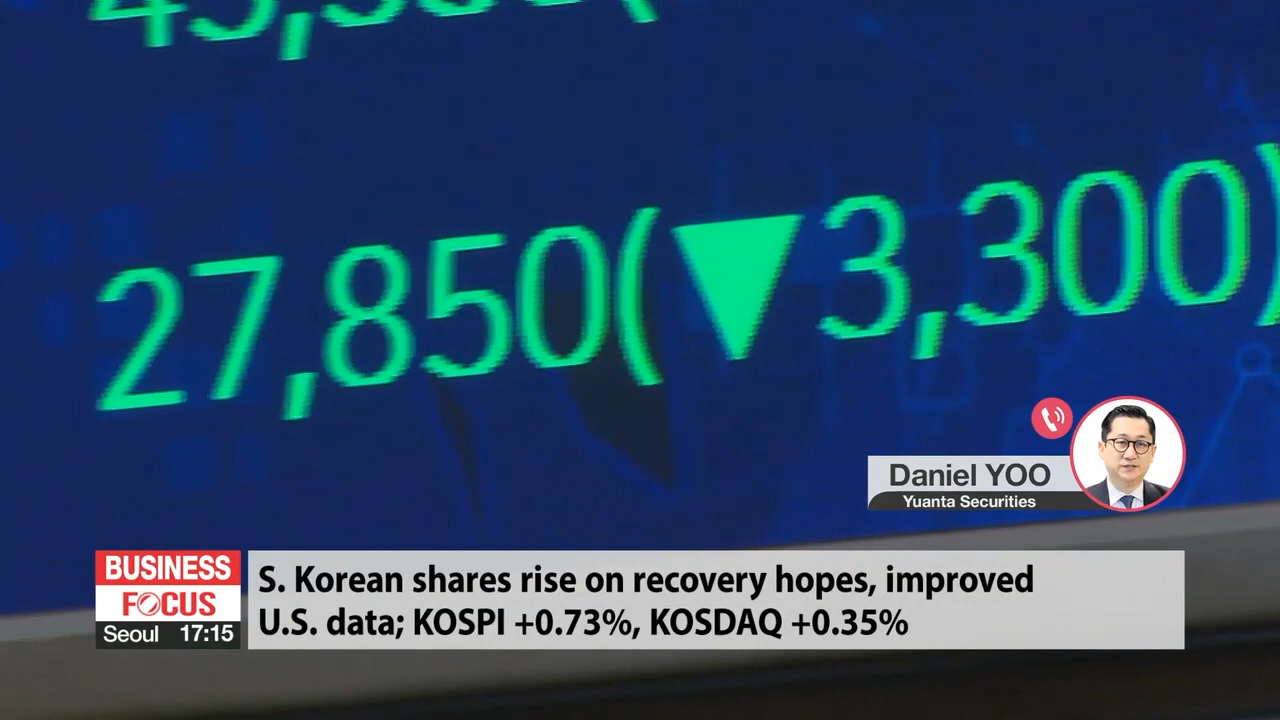 27,850(▼3,300)
Daniel YOO
Yuanta Securities
BUSINESS
FOCUS
Seoul 17:15
S. Korean shares rise on recovery hopes, improved
U.S. data; KOSPI +0.73%, KOSDAQ +0.35%